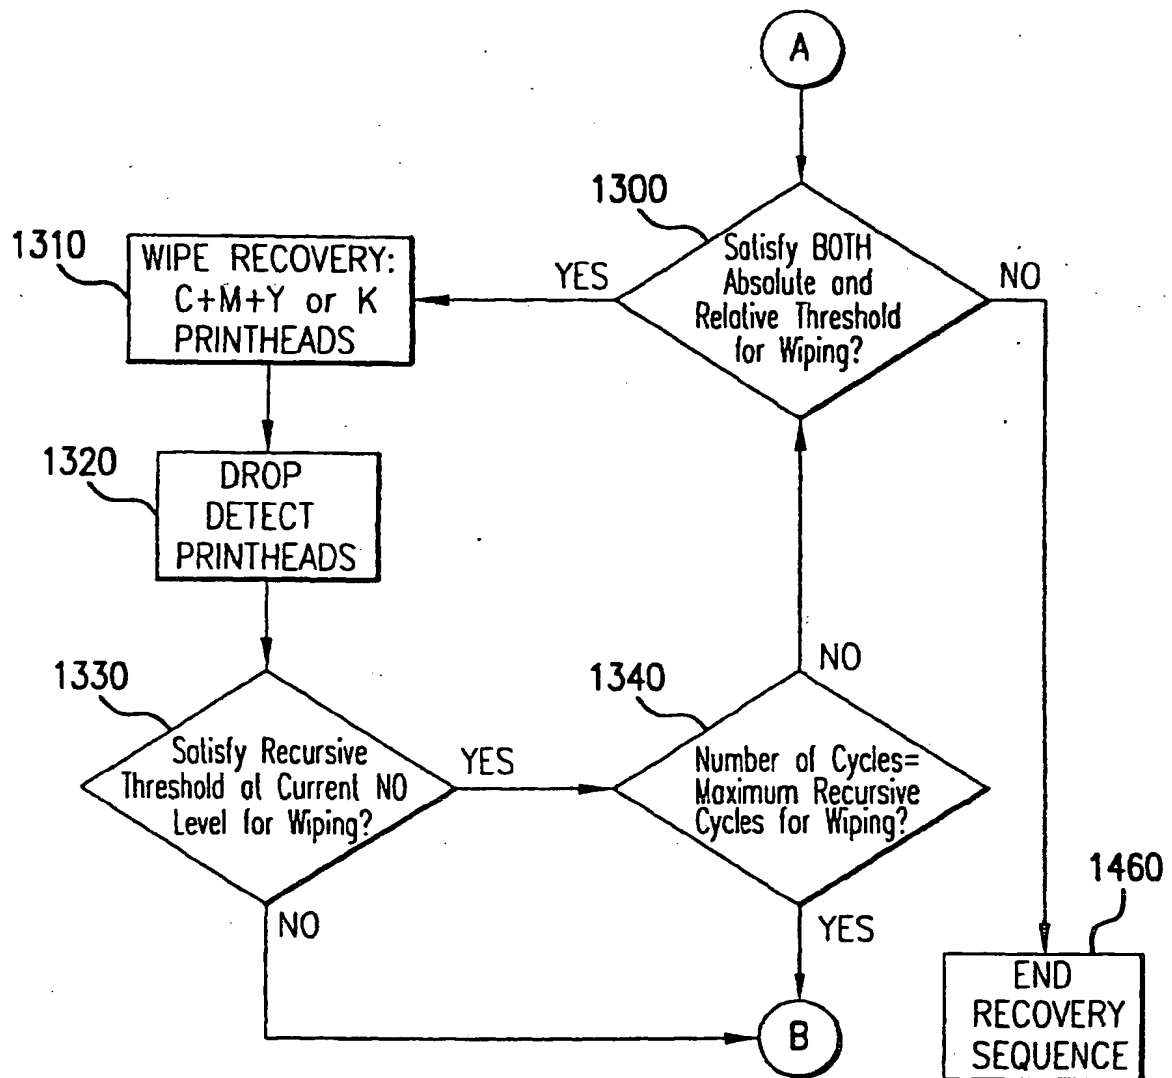 A
1300
Satisfy BOTH
Absolute and
Relative Threshold
for Wiping?
YES
NO
1310
WIPE RECOVERY:
C+M+Y or K
PRINTHEADS
1320
DROP
DETECT
PRINTHEADS
1330
Satisfy Recursive
Threshold at Current NO
Level for Wiping?
YES
NO
1340
Number of Cycles=
Maximum Recursive
Cycles for Wiping?
NO
YES
B
1460
END
RECOVERY
SEQUENCE